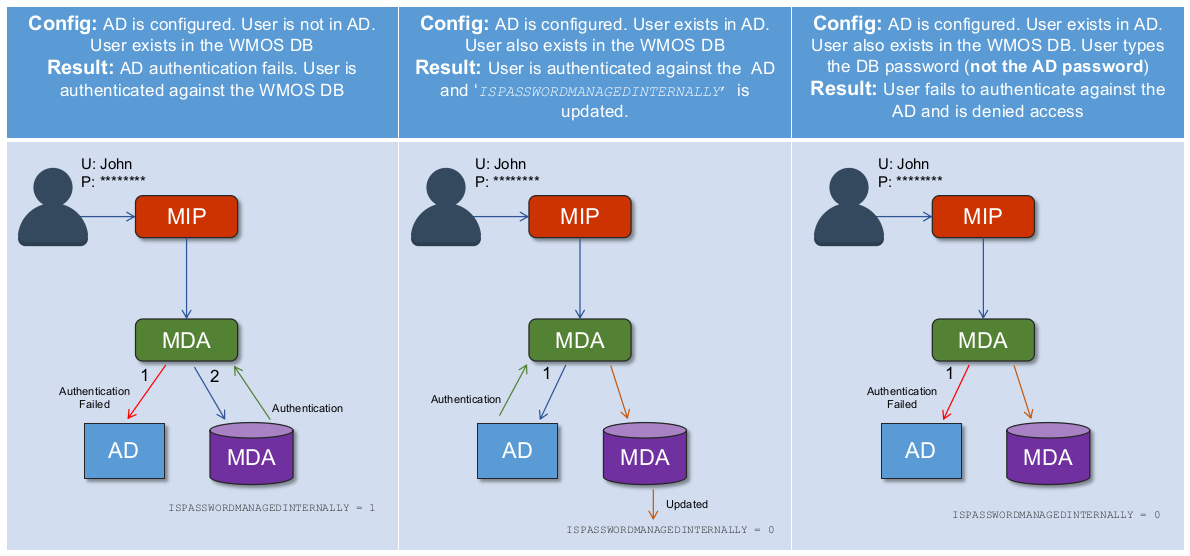 Config: AD is configured. User is not in AD.
User exists in the WMOS DB
Result: AD authentication fails. User is
authenticated against the WMOS DB
Config: AD is configured. User exists in AD.
User also exists in the WMOS DB
Result: User is authenticated against the AD
and ‘ISPASSWORDMANAGEDINTERNALLY’ is
updated.
Config: AD is configured. User exists in AD.
User also exists in the WMOS DB. User types
the DB password (not the AD password)
Result: User fails to authenticate against the
AD and is denied access
U: John
P: ********
MIP
MDA
1
2
Authentication
Failed
Authentication
AD
MDA
ISPASSWORDMANAGEDINTERNALLY = 1
U: John
P: ********
MIP
MDA
1
Authentication
AD
MDA
Updated
ISPASSWORDMANAGEDINTERNALLY = 0
U: John
P: ********
MIP
MDA
1
Authentication
Failed
AD
MDA
ISPASSWORDMANAGEDINTERNALLY = 0